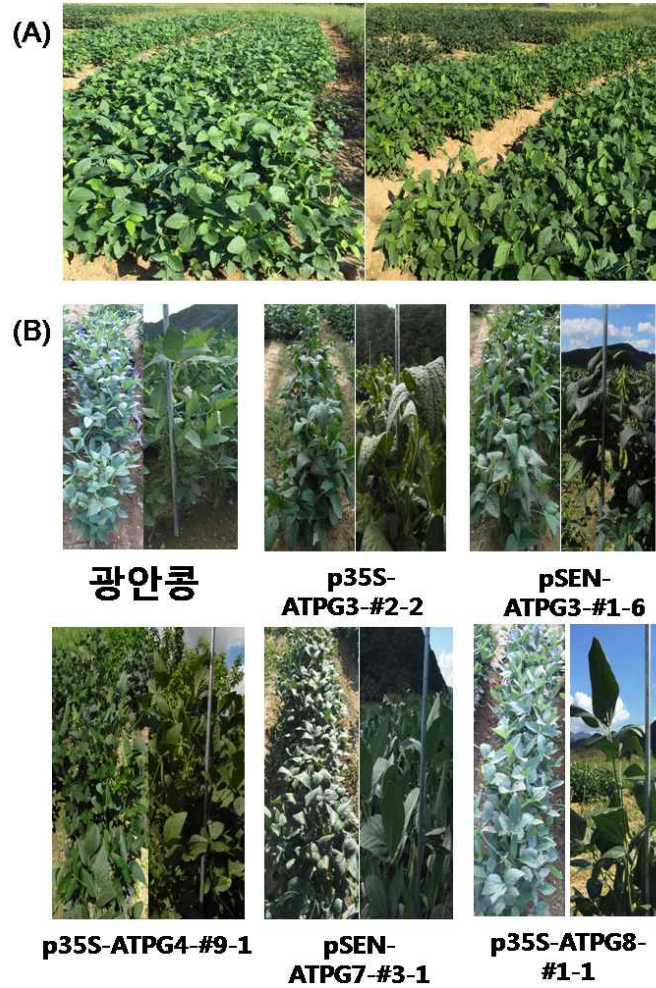 (A)
(B)
광안콩
p35S-
ATPG3-#2-2
pSEN-
ATPG3-#1-6
p35S-ATPG4-#9-1
pSEN-
ATPG7-#3-1
p35S-ATPG8-
#1-1